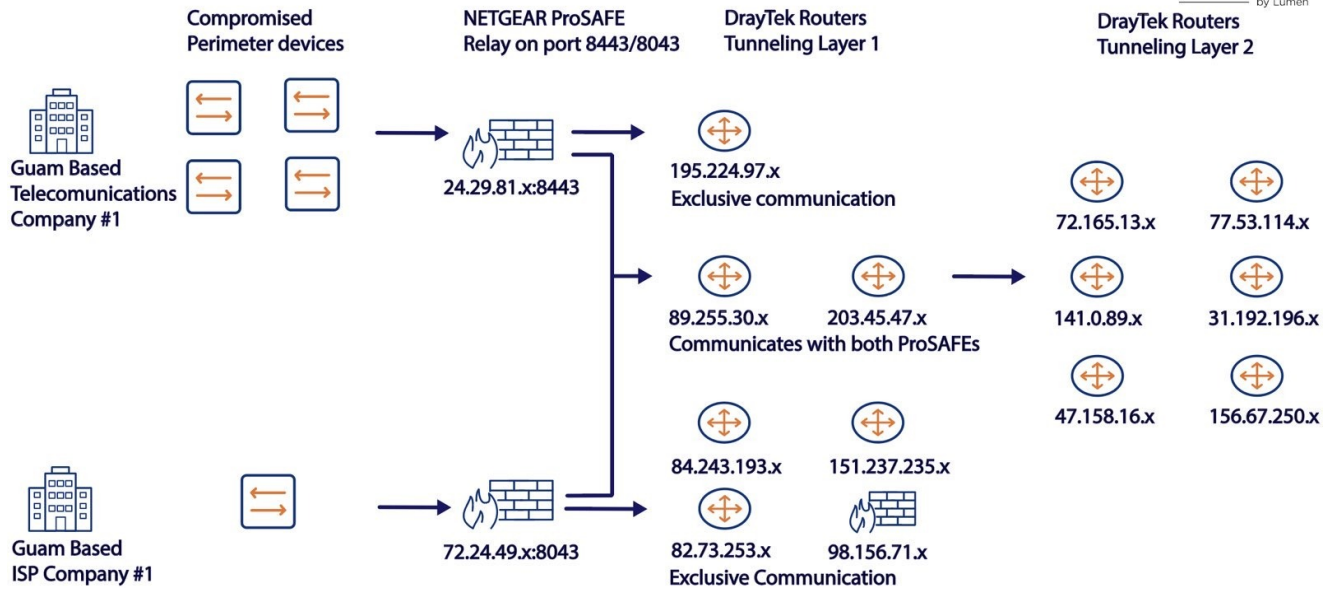 by Lumen
Compromised
Perimeter devices
NETGEAR ProSAFE
Relay on port 8443/8043
DrayTek Routers
Tunneling Layer 1
DrayTek Routers
Tunneling Layer 2
Guam Based
Telecomunications
Company #1
24.29.81.x:8443
195.224.97.x
Exclusive communication
72.165.13.x
77.53.114.x
89.255.30.x
203.45.47.x
Communicates with both ProSAFEs
141.0.89.x
31.192.196.x
47.158.16.x
156.67.250.x
84.243.193.x
151.237.235.x
Guam Based
ISP Company #1
72.24.49.x:8043
82.73.253.x
98.156.71.x
Exclusive Communication